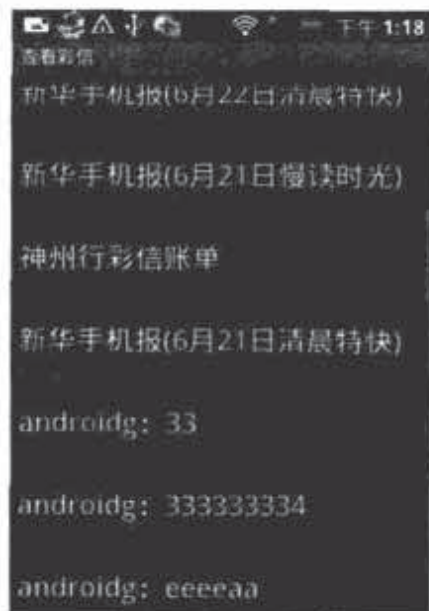 下午 1:18
查看彩信
新华手机报(6月22日清晨特快)
新华手机报(6月21日慢读时光)
神州行彩信账单
新华手机报(6月21日清晨特快)
androidg: 33
androidg: 333333334
androidg: eeeeaa